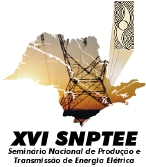 XVI SNPTEE
Seminário Nacional de Produção e
Transmissão de Energia Elétrica